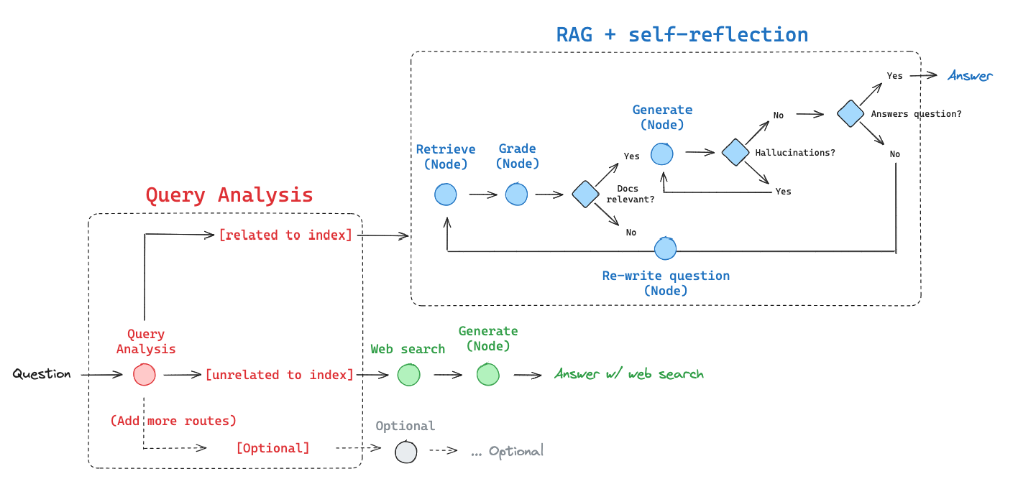 RAG + self-reflection
Yes
Answer
Generate
(Node)
No
Answers question?
Retrieve
(Node)
Grade
(Node)
Yes
Hallucinations?
No
Docs
relevant?
Yes
No
Re-write question
(Node)
Query Analysis
[related to index]
Query
Analysis
Question
[unrelated to index]
Web search
Generate
(Node)
Answer w/ web search
(Add more routes)
[Optional]
Optional
... Optional